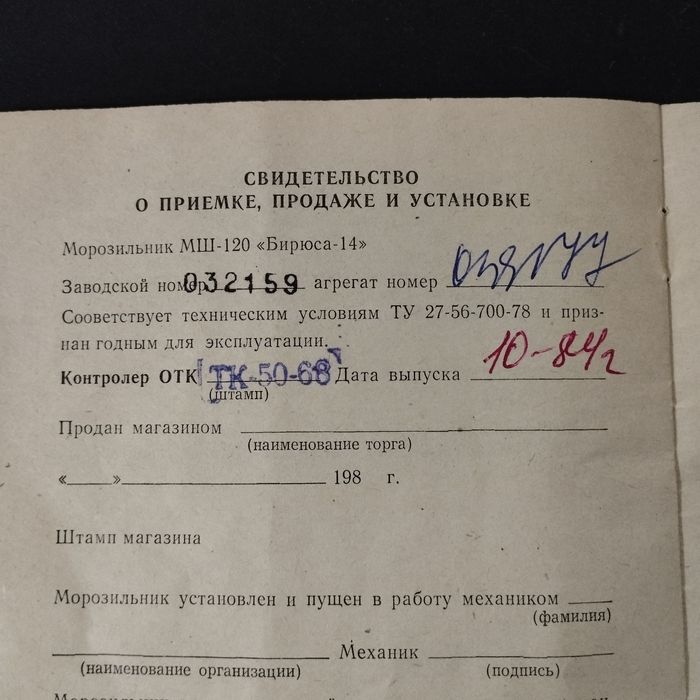 СВИДЕТЕЛЬСТВО
О ПРИЕМКЕ, ПРОДАЖЕ И УСТАНОВКЕ
Морозильник МШ-120 «Бирюса-14»
Заводской номер 032159 агрегат номер
Сооветствует техническим условиям ТУ 27-56-700-78 и приз-
нан годным для эксплуатации.
Контролер ОТК ТК-50-68 Дата выпуска 10-84г
(штамп)
Продан магазином
(наименование торга)
« » 198 г.
Штамп магазина
Морозильник установлен и пущен в работу механиком
(фамилия)
Механик
(наименование организации) (подпись)